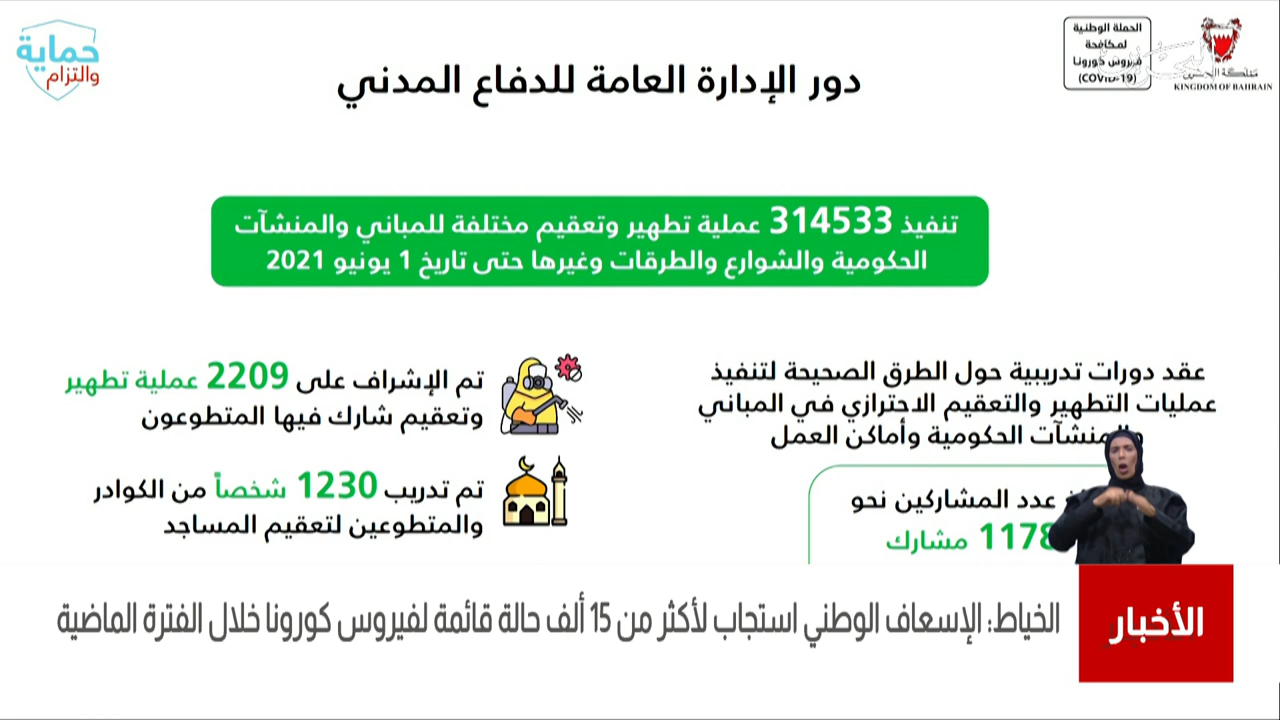 حماية
والتزام
الحملة الوطنية
لمكافحة
فيروس كورونا
(COVID-19)
مملكة البحرين
KINGDOM OF BAHRAIN
دور الإدارة العامة للدفاع المدني
تنفيذ 314533 عملية تطهير وتعقيم مختلفة للمباني والمنشآت
الحكومية والشوارع والطرقات وغيرها حتى تاريخ 1 يونيو 2021
عقد دورات تدريبية حول الطرق الصحيحة لتنفيذ
عمليات التطهير والتعقيم الاحترازي في المباني
والمنشآت الحكومية وأماكن العمل
عدد المشاركين نحو
مشارك
تم الإشراف على 2209 عملية تطهير
وتعقيم شارك فيها المتطوعون
تم تدريب 1230 شخصاً من الكوادر
والمتطوعين لتعقيم المساجد
الأخبار
الخياط: الإسعاف الوطني استجاب لأكثر من 15 ألف حالة قائمة لفيروس كورونا خلال الفترة الماضية